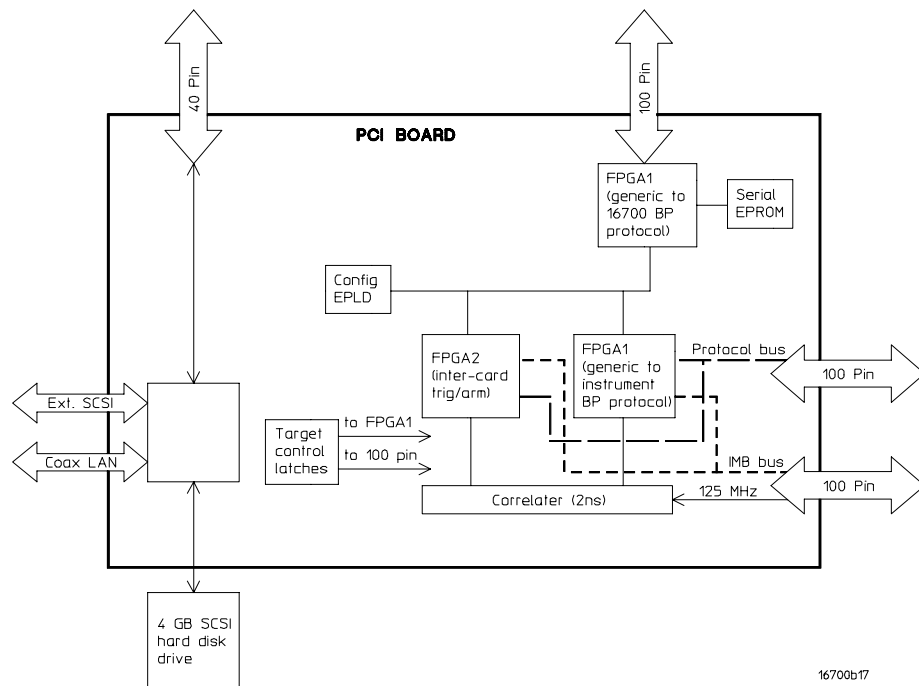 40 Pin
100 Pin
PCI BOARD
FPGA1
(generic to
16700 BP
protocol)
Serial
EPROM
Config
EPLD
FPGA2
(inter-card
trig/arm)
FPGA1
(generic to
instrument
BP protocol)
Protocol bus
100 Pin
Ext. SCSI
Coax LAN
Target
control
latches
to FPGA1
to 100 pin
IMB bus
Correlater (2ns)
125 MHz
100 Pin
4 GB SCSI
hard disk
drive
16700b17